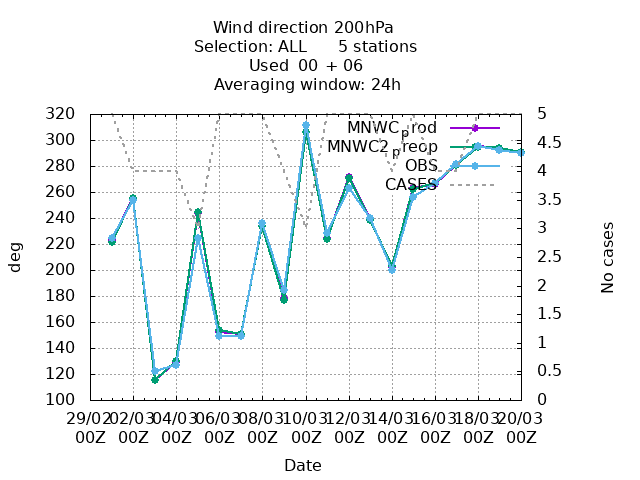 Wind direction 200hPa
Selection: ALL 5 stations
Used 00 + 06
Averaging window: 24h
320 5
300 4.5
280 4
260 3.5
240 3
220 2.5
200 2
180 1.5
160 1
140 0.5
120 0
100
deg
No cases
MNWC_prod
MNWC2_preop
OBS
CASES
29/02 02/03 04/03 06/03 08/03 10/03 12/03 14/03 16/03 18/03 20/03
00Z 00Z 00Z 00Z 00Z 00Z 00Z 00Z 00Z 00Z 00Z
Date